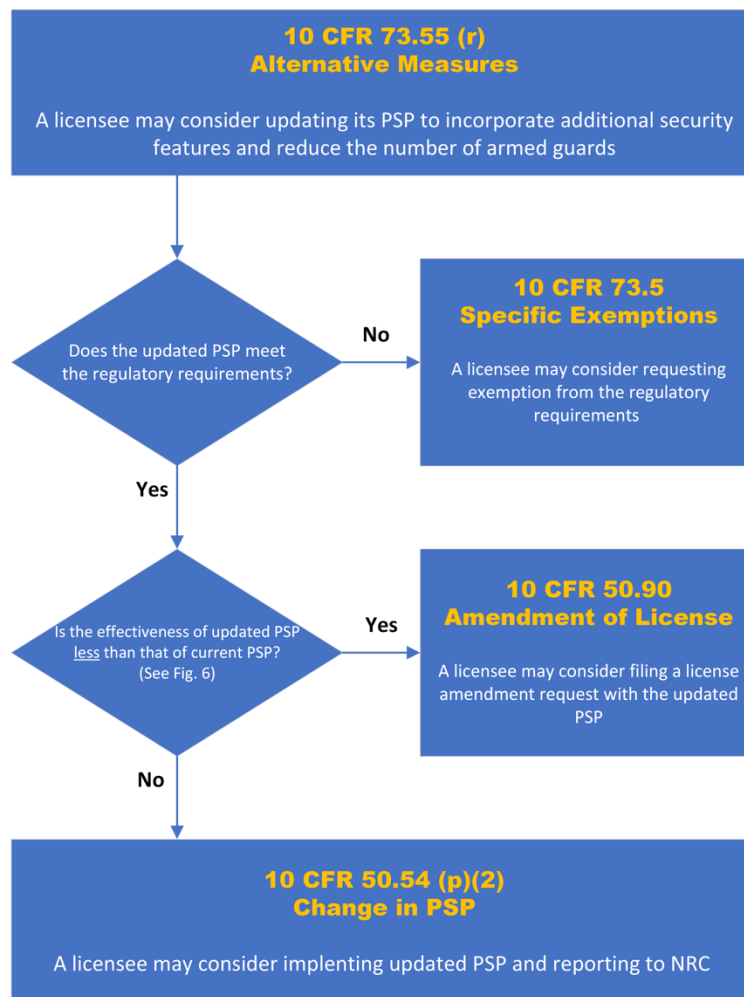 10 CFR 73.55 (r)
Alternative Measures
A licensee may consider updating its PSP to incorporate additional security
features and reduce the number of armed guards
Does the updated PSP meet
the regulatory requirements?
No
10 CFR 73.5
Specific Exemptions
A licensee may consider requesting
exemption from the regulatory
requirements
Yes
Is the effectiveness of updated PSP
less than that of current PSP?
(See Fig. 6)
Yes
10 CFR 50.90
Amendment of License
A licensee may consider filing a license
amendment request with the updated
PSP
No
10 CFR 50.54 (p)(2)
Change in PSP
A licensee may consider implenting updated PSP and reporting to NRC